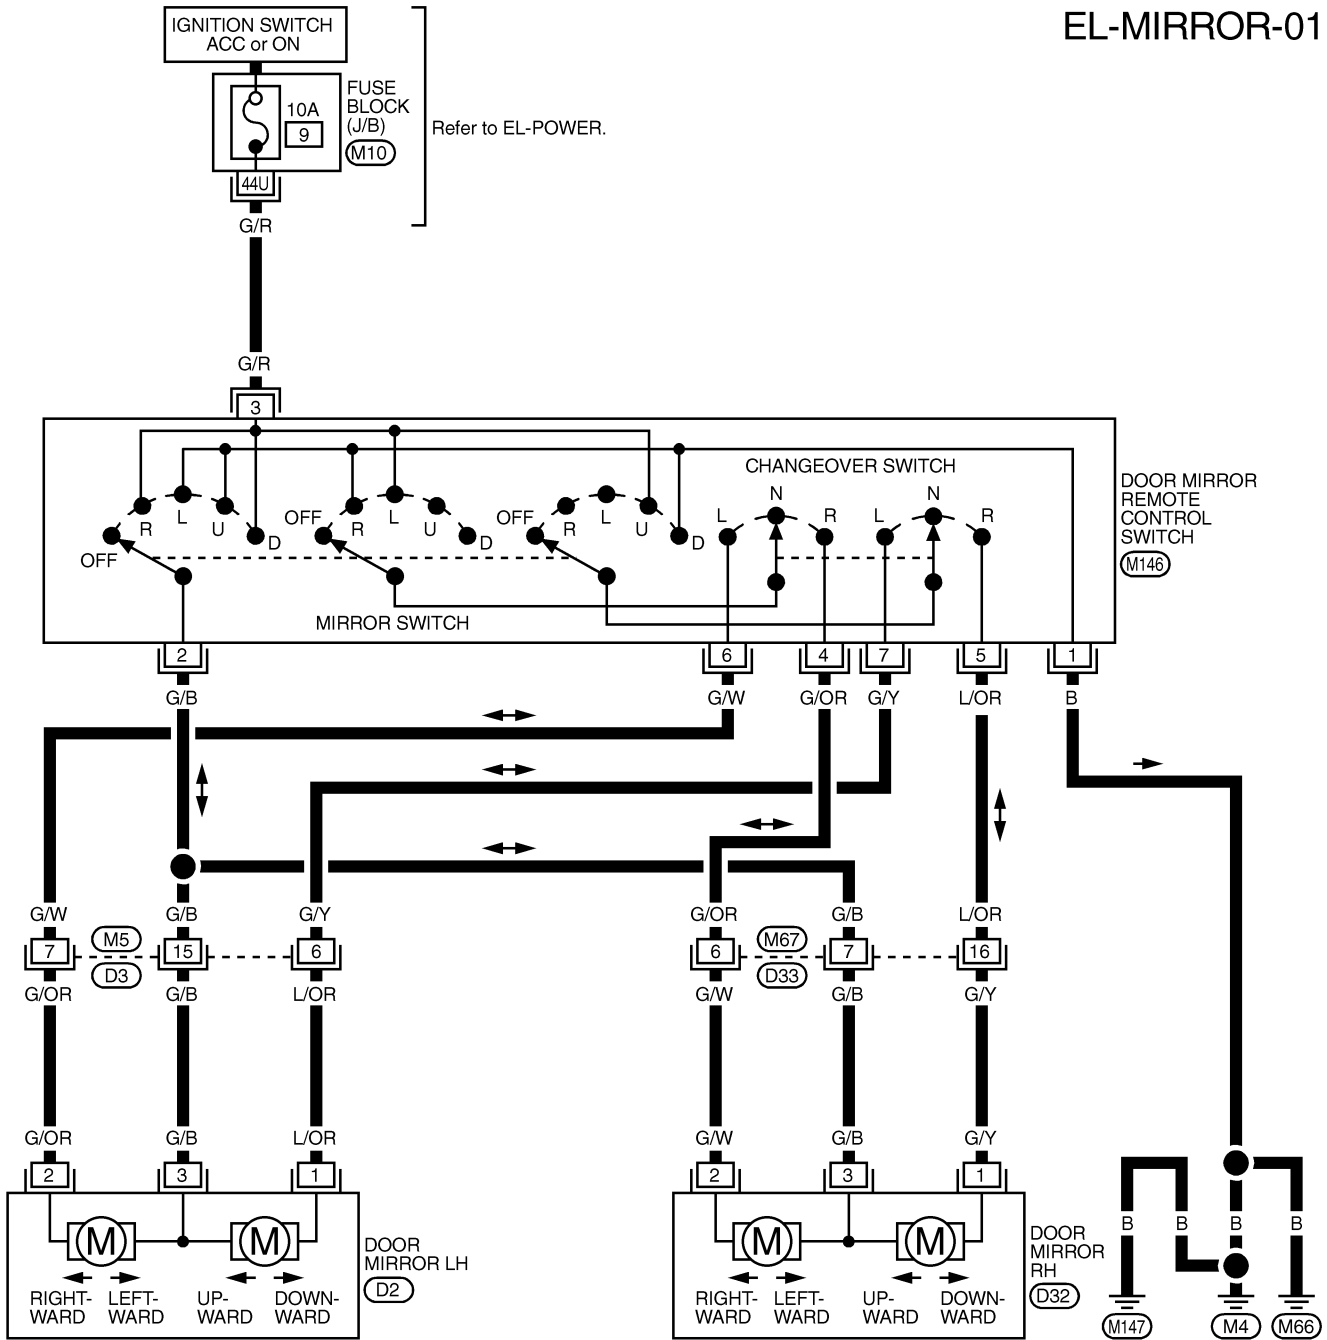 EL-MIRROR-01
IGNITION SWITCH
ACC or ON
FUSE
BLOCK
(J/B)
M10
10A
9
Refer to EL-POWER.
44U
G/R
G/R
3
CHANGEOVER SWITCH
DOOR MIRROR
REMOTE
CONTROL
SWITCH
M146
OFF R L U D
OFF R L U D
OFF R L U D
L N R
L N R
MIRROR SWITCH
2 6 4 7 5 1
G/B G/W G/OR G/Y L/OR B
G/W G/B G/Y G/OR G/B L/OR
7 M5 15 6 6 M67 7 16
D3 D33
G/OR G/B L/OR G/W G/B G/Y
G/OR G/B L/OR G/W G/B G/Y
2 3 1 2 3 1
B B B B
M M
DOOR
MIRROR LH
D2
RIGHT-
WARD
LEFT-
WARD
UP-
WARD
DOWN-
WARD
M M
DOOR
MIRROR
RH
D32
RIGHT-
WARD
LEFT-
WARD
UP-
WARD
DOWN-
WARD
M147 M4 M66